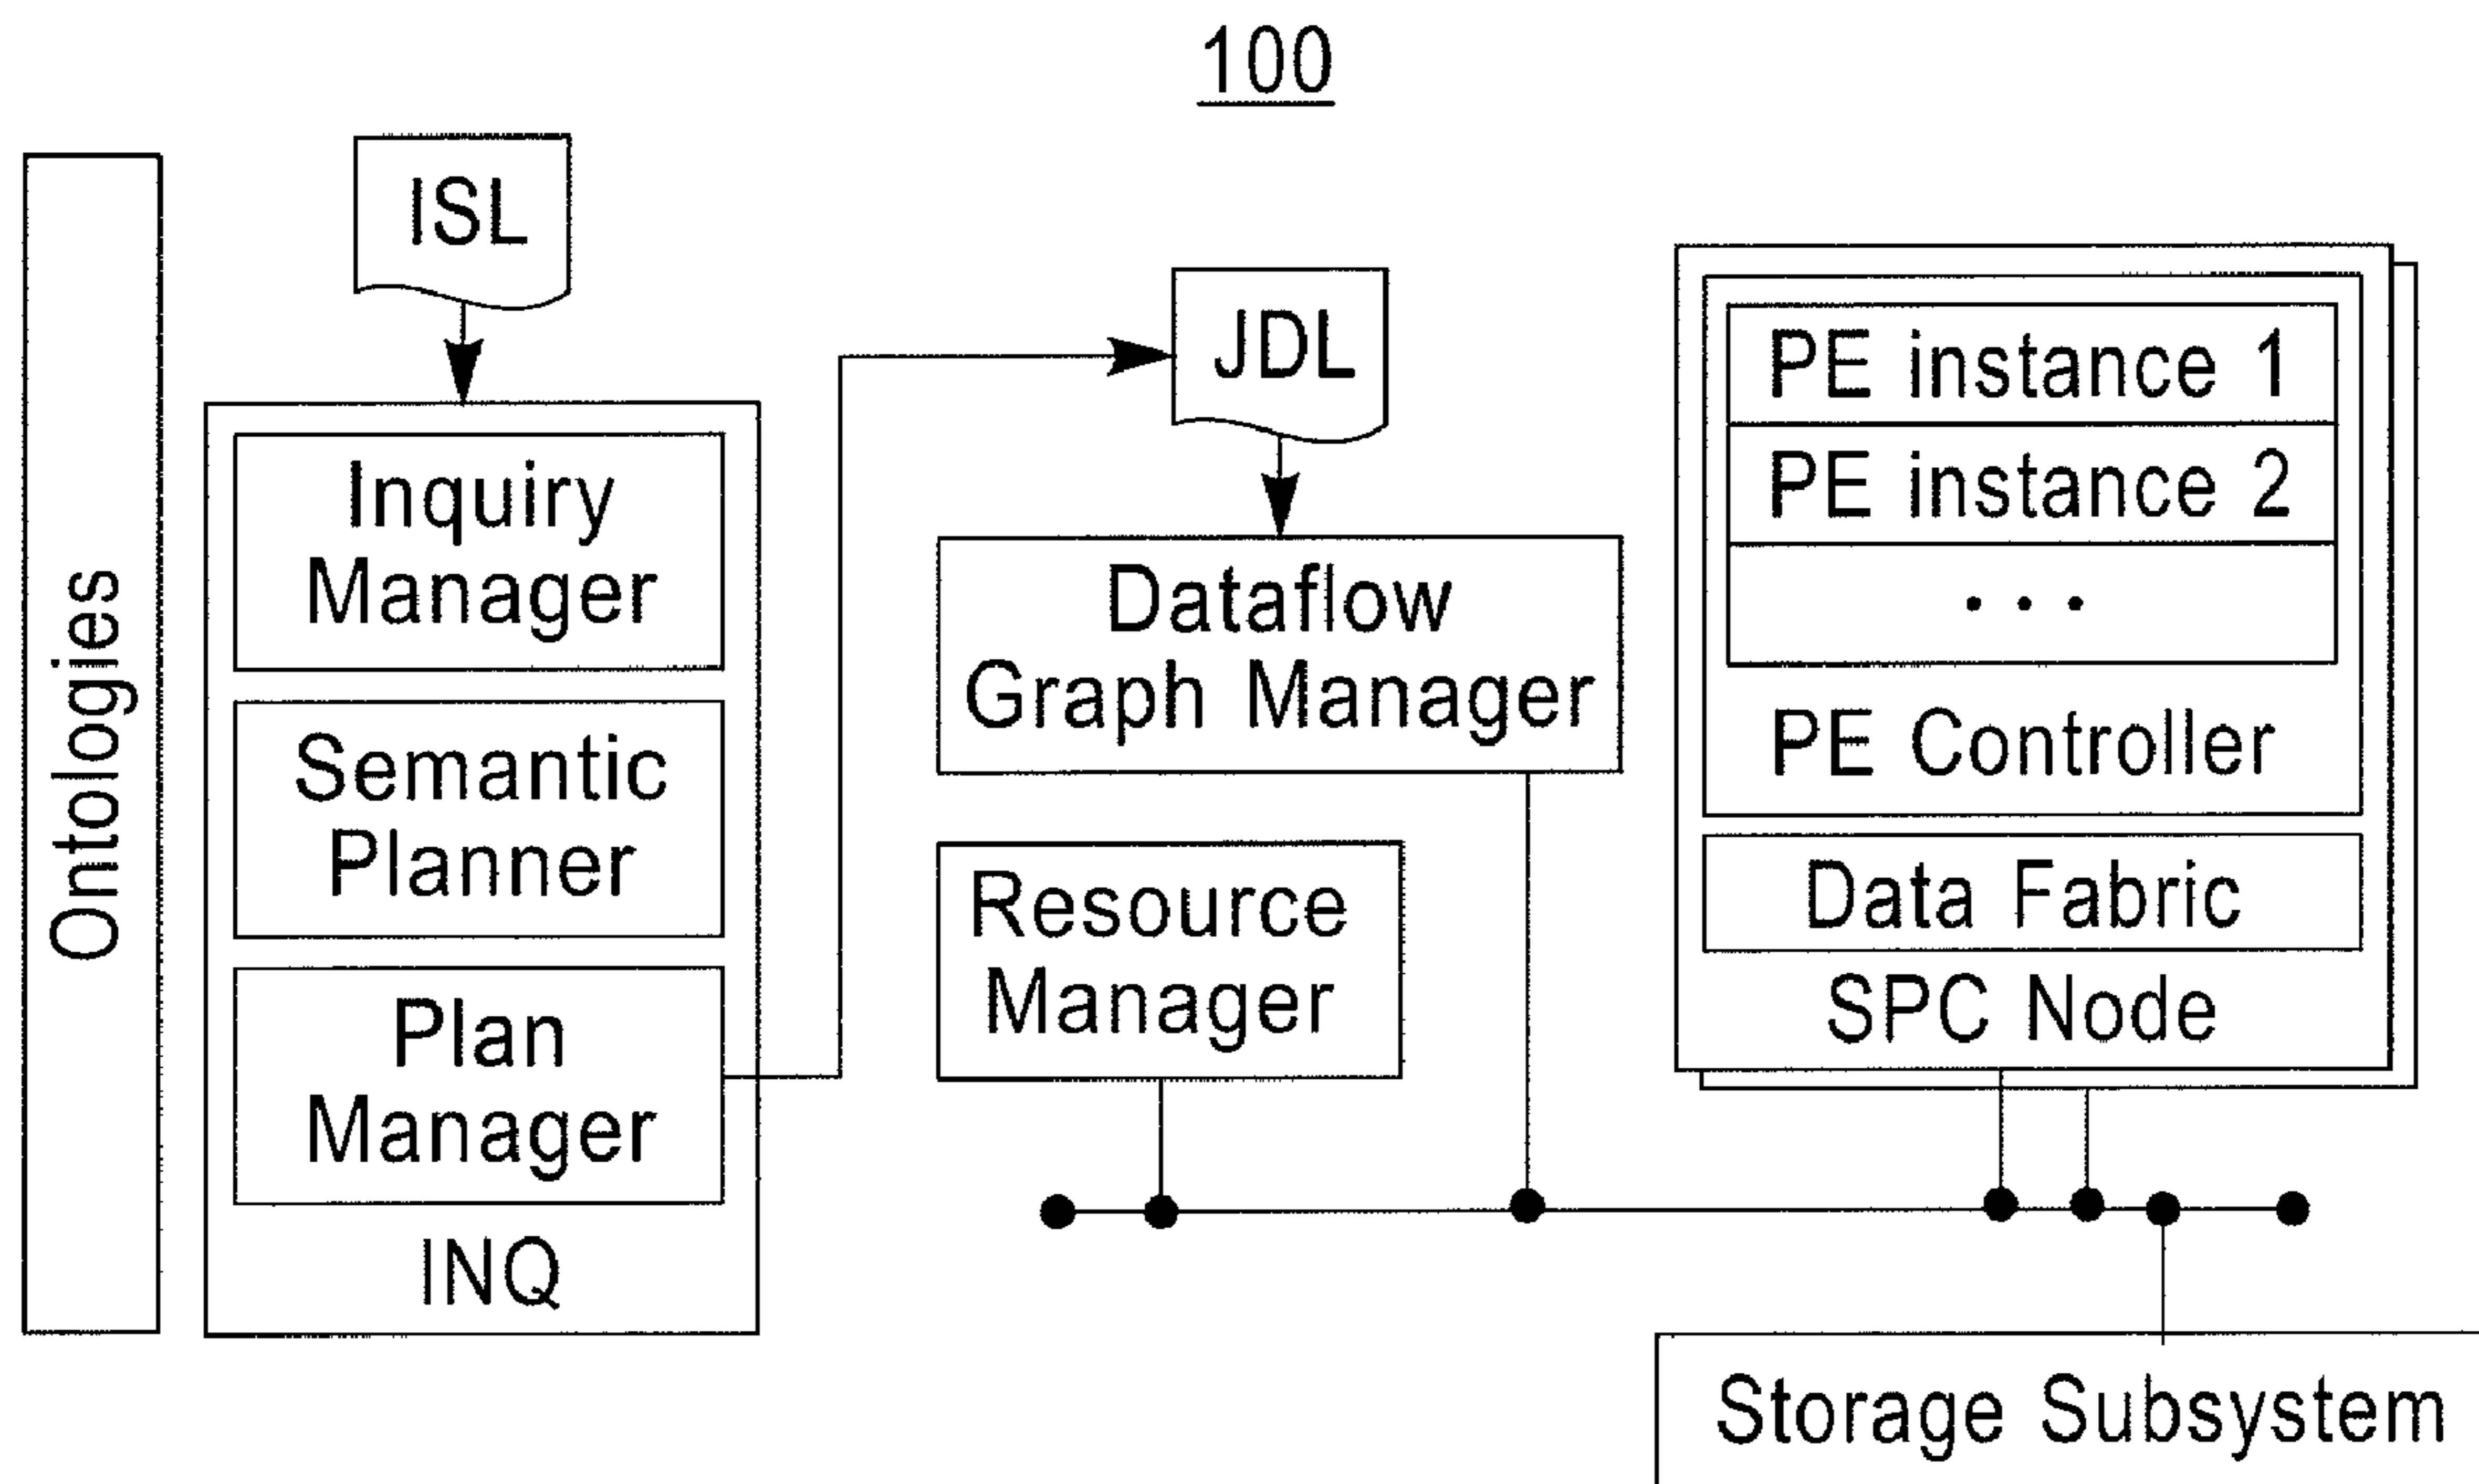 100
Ontologies
ISL
Inquiry
Manager
Semantic
Planner
Plan
Manager
INQ
JDL
Dataflow
Graph Manager
Resource
Manager
PE instance 1
PE instance 2
...
PE Controller
Data Fabric
SPC Node
Storage Subsystem